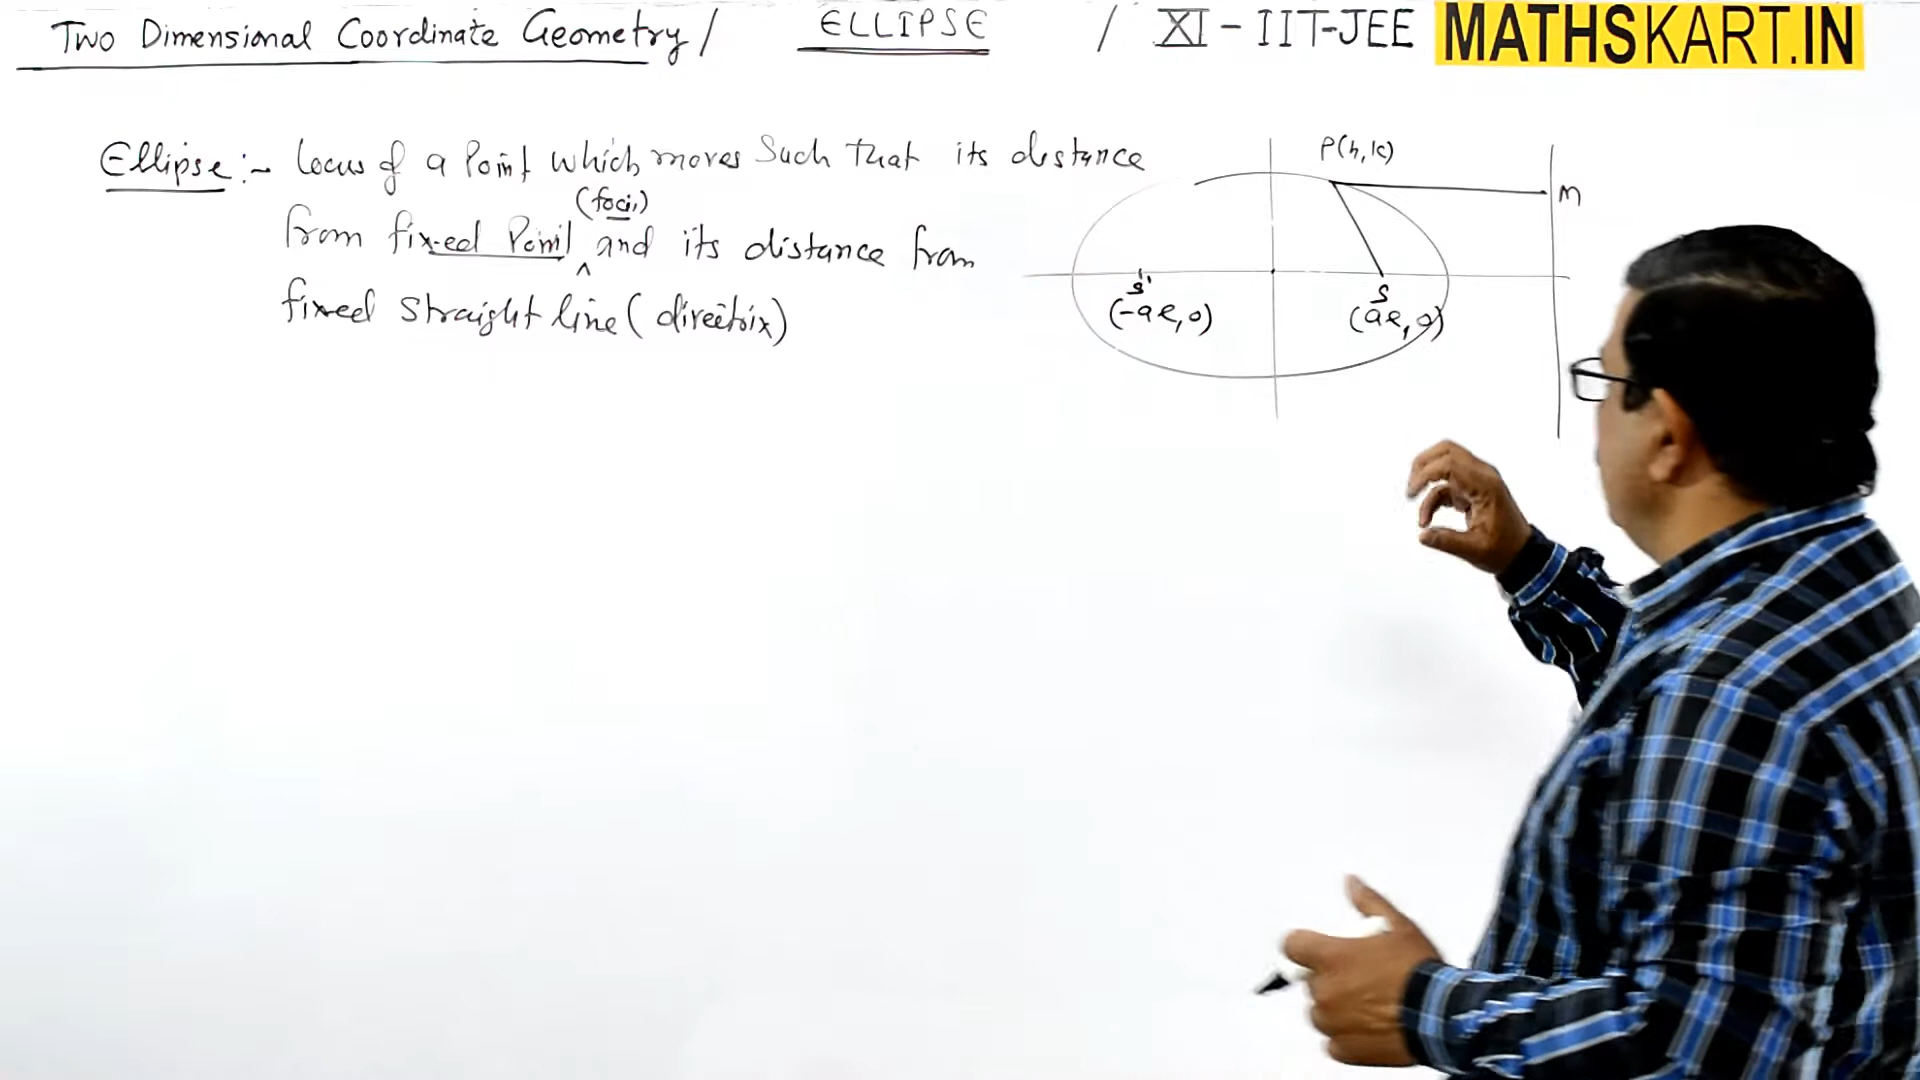 Two Dimensional Coordinate Geometry / ELLIPSE / XI - IIT-JEE MATHSKART.IN
Ellipse :- Locus of a Point which moves Such that its distance
(foci)
from fixed Point ^ and its distance from
fixed straight line (directrix)
P(h,k)
M
S' S
(-ae,0) (ae,0)